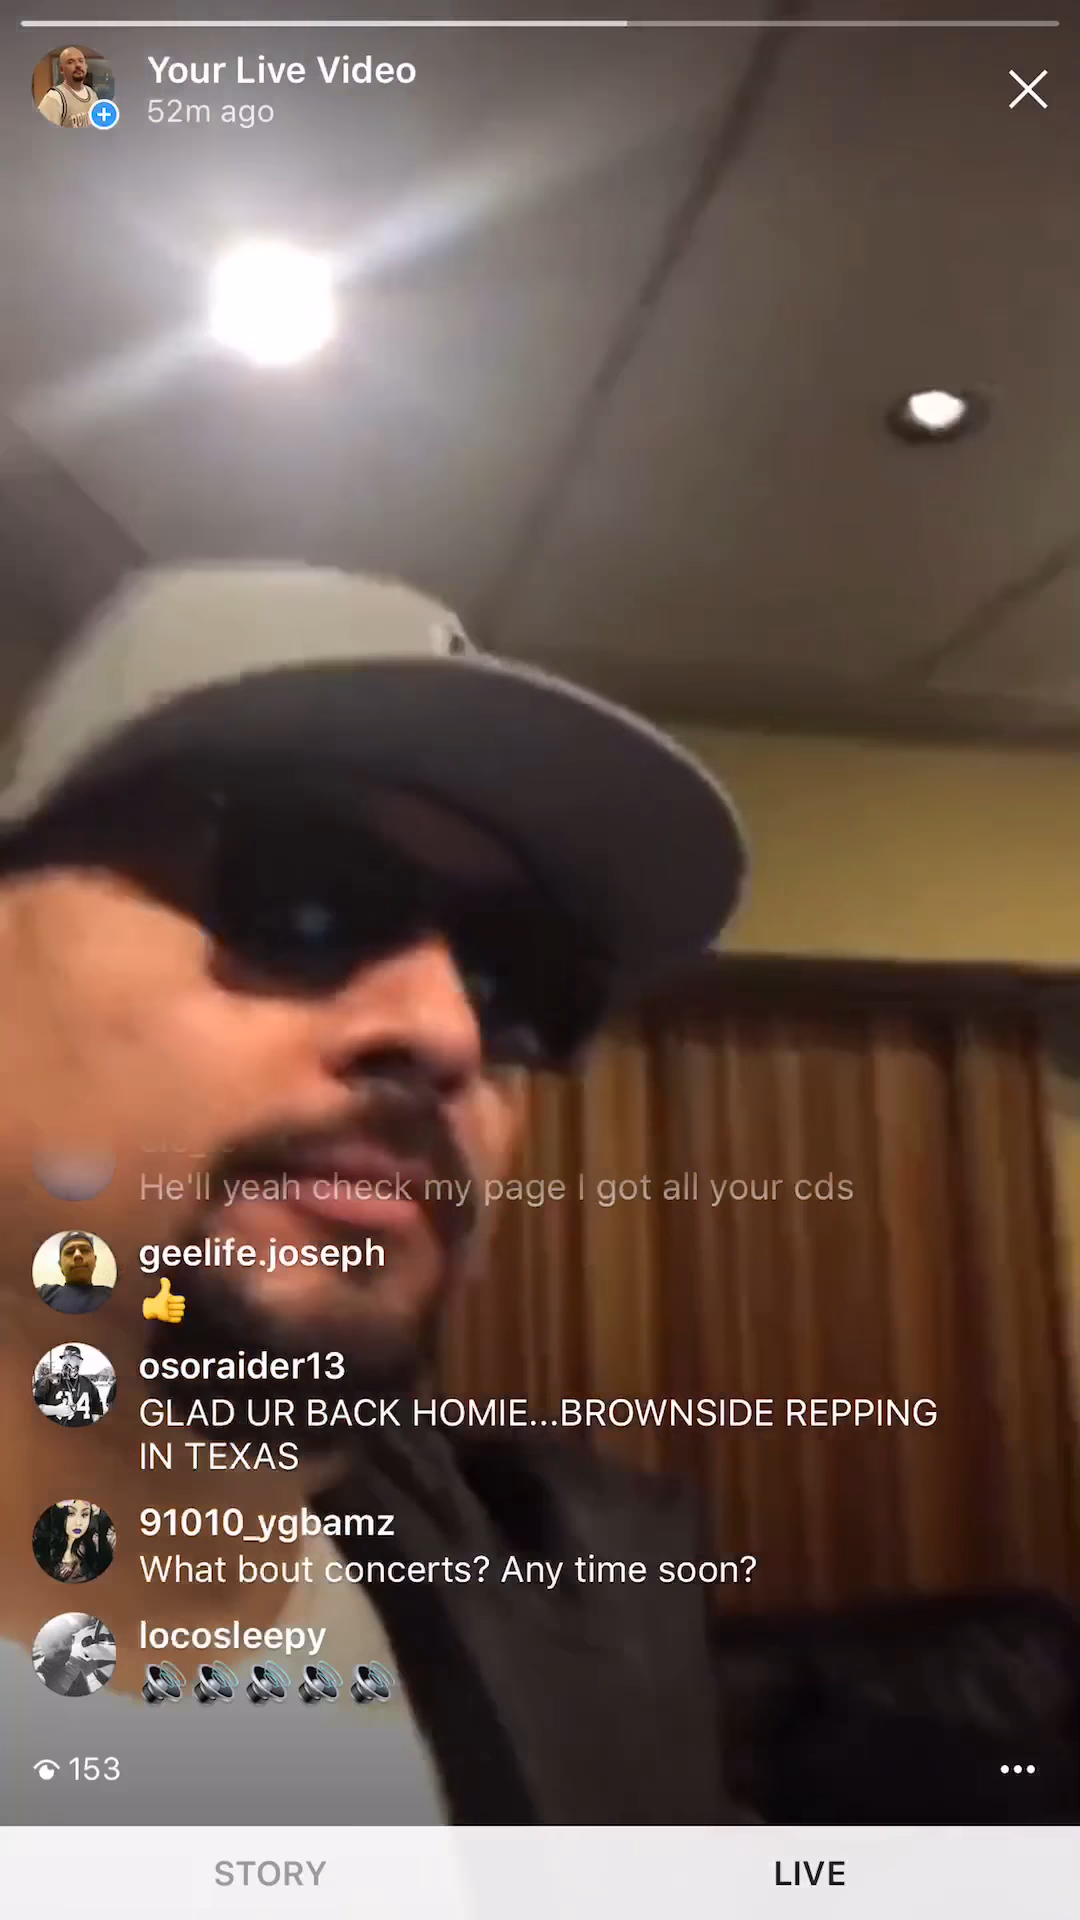 Your Live Video
52m ago
He'll yeah check my page I got all your cds
geelife.joseph
osoraider13
GLAD UR BACK HOMIE...BROWNSIDE REPPING
IN TEXAS
91010_ygbamz
What bout concerts? Any time soon?
locosleepy
153
STORY
LIVE